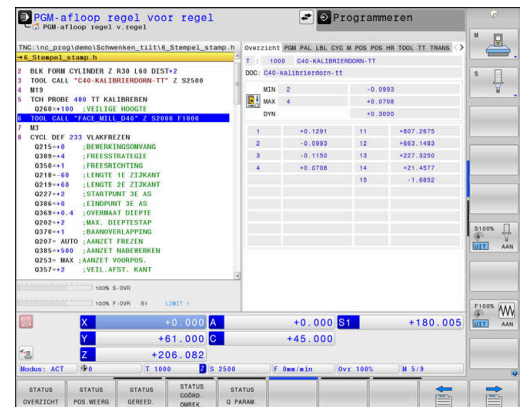 PGM-afloop regel voor regel
PGM-afloop regel v.regel
Programmeren
TNC:\nc_prog\demo\Schwenken_tilt\6_Stempel_stamp.h
→6_Stempel_stamp.h
2 BLK FORM CYLINDER Z R30 L60 DIST+2
3 TOOL CALL "C40-KALIBRIERDORN-TT" Z S2500
4 M19
5 TCH PROBE 480 TT KALIBREREN
Q260=+100 ;VEILIGE HOOGTE
6 TOOL CALL "FACE_MILL_D40" Z S2000 F1000
7 M3
8 CYCL DEF 233 VLAKFREZEN
Q215=+0 ;BEWERKINGSOMVANG
Q389=+4 ;FREESSTRATEGIE
Q350=+1 ;FREESRICHTING
Q218=-60 ;LENGTE 1E ZIJKANT
Q219=+60 ;LENGTE 2E ZIJKANT
Q227=+2 ;STARTPUNT 3E AS
Q386=+0 ;EINDPUNT 3E AS
Q369=+0.4 ;OVERMAAT DIEPTE
Q202=+2 ;MAX. DIEPTESTAP
Q370=+1 ;BAANOVERLAPPING
Q207= AUTO ;AANZET FREZEN
Q385=+500 ;AANZET NABEWERKEN
Q253= MAX ;AANZET VOORPOS.
Q357=+2 ;VEIL.AFST. KANT
Overzicht PGM PAL LBL CYC M POS POS HR TOOL TT TRANS
T : 1000 C40-KALIBRIERDORN-TT
DOC: C40-kalibrierdorn-tt
MIN 2 -0.0993
MAX 4 +0.0708
DYN +0.3000
1 +0.1291 11 +807.2675
2 -0.0993 12 +663.1483
3 -0.1150 13 +227.3250
4 +0.0708 14 +21.4577
15 -1.6852
100% S-OVR
100% F-OVR S1 LIMIT 1
X +0.000 A +0.000 S1 +180.005
Y +61.000 C +45.000
Z +206.082
Modus: ACT 0 T 1000 Z S 2500 F 0mm/min Ovr 100% M 5/9
M
S
S100%
UIT AAN
F100%
UIT AAN
STATUS OVERZICHT
STATUS POS.WEERG
STATUS GEREED.
STATUS COÖRD. OMREK.
STATUS Q PARAM.